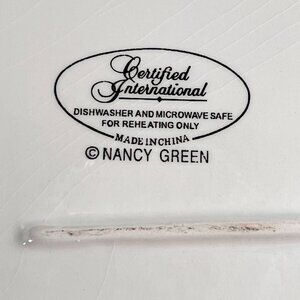 Certified
International
DISHWASHER AND MICROWAVE SAFE
FOR REHEATING ONLY
MADE IN CHINA
© NANCY GREEN